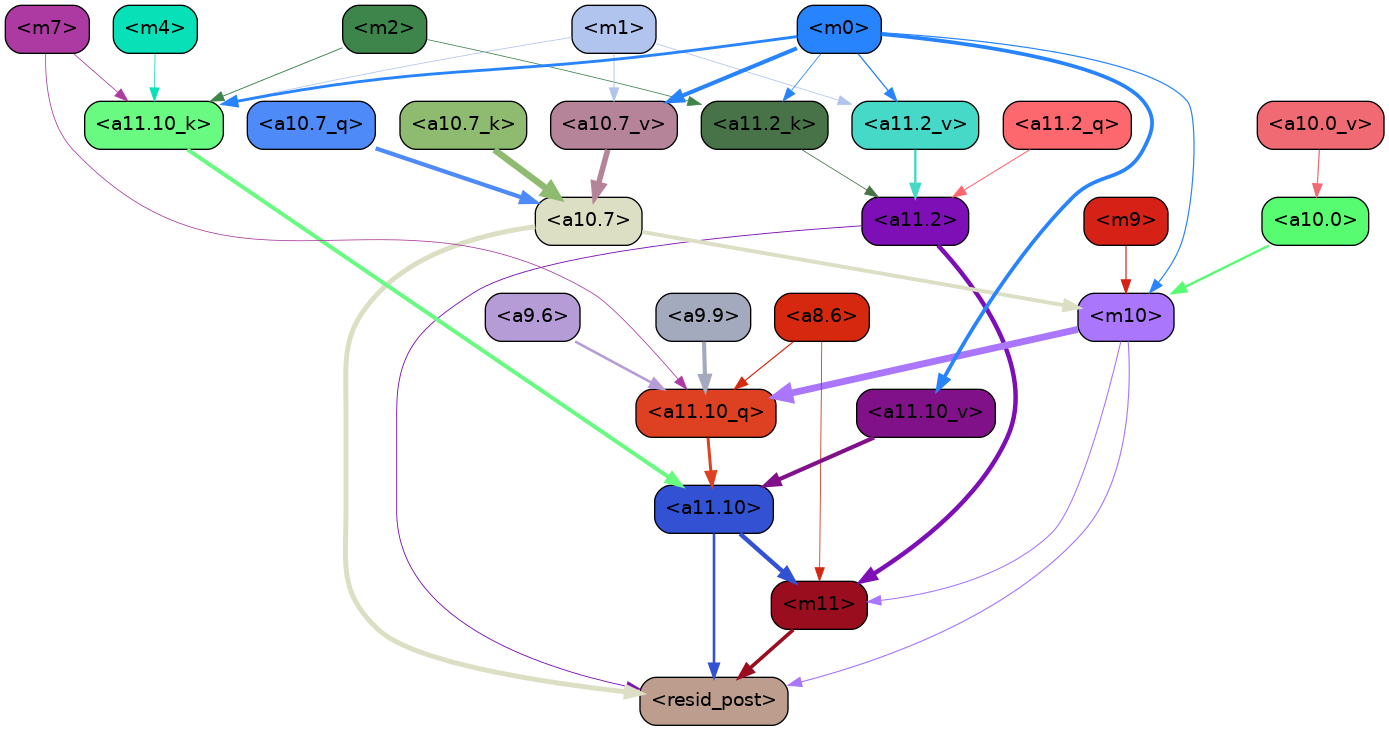 <m7> <m4> <m2> <m1> <m0>
<a11.10_k> <a10.7_q> <a10.7_k> <a10.7_v> <a11.2_k> <a11.2_v> <a11.2_q> <a10.0_v>
<a10.7> <a11.2> <m9> <a10.0>
<a9.6> <a9.9> <a8.6> <m10>
<a11.10_q> <a11.10_v>
<a11.10>
<m11>
<resid_post>